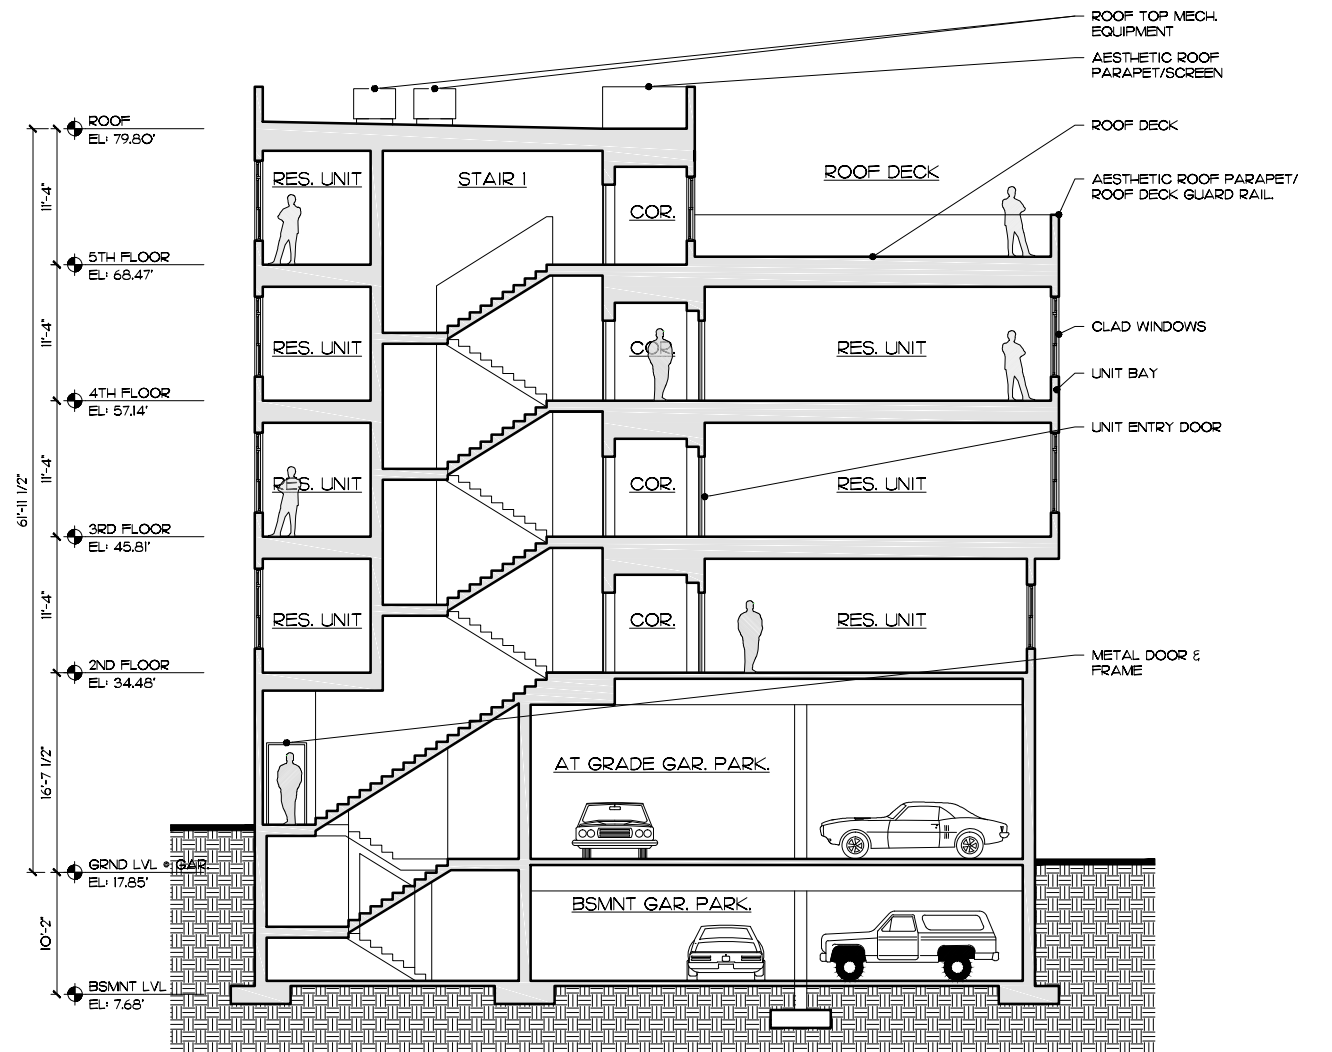 ROOF TOP MECH.
EQUIPMENT
AESTHETIC ROOF
PARAPET/SCREEN
ROOF
EL: 79.80'
ROOF DECK
RES. UNIT
STAIR 1
ROOF DECK
AESTHETIC ROOF PARAPET/
ROOF DECK GUARD RAIL.
11'-4"
COR.
5TH FLOOR
EL: 68.47'
11'-4"
RES. UNIT
COR.
RES. UNIT
CLAD WINDOWS
UNIT BAY
4TH FLOOR
EL: 57.14'
UNIT ENTRY DOOR
11'-4"
RES. UNIT
COR.
RES. UNIT
61'-11 1/2"
3RD FLOOR
EL: 45.81'
11'-4"
RES. UNIT
COR.
RES. UNIT
2ND FLOOR
EL: 34.48'
METAL DOOR &
FRAME
16'-7 1/2"
AT GRADE GAR. PARK.
GRND LVL • GAR.
EL: 17.85'
BSMNT GAR. PARK.
10'-2"
BSMNT LVL
EL: 7.68'